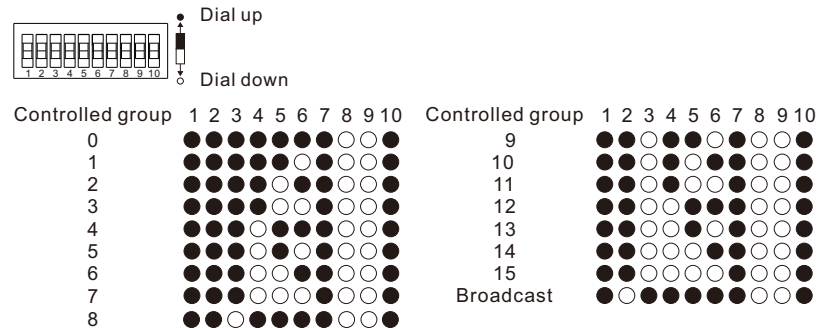 Dial up
1 2 3 4 5 6 7 8 9 10
Dial down
Controlled group 1 2 3 4 5 6 7 8 9 10
0
1
2
3
4
5
6
7
8
Controlled group 1 2 3 4 5 6 7 8 9 10
9
10
11
12
13
14
15
Broadcast